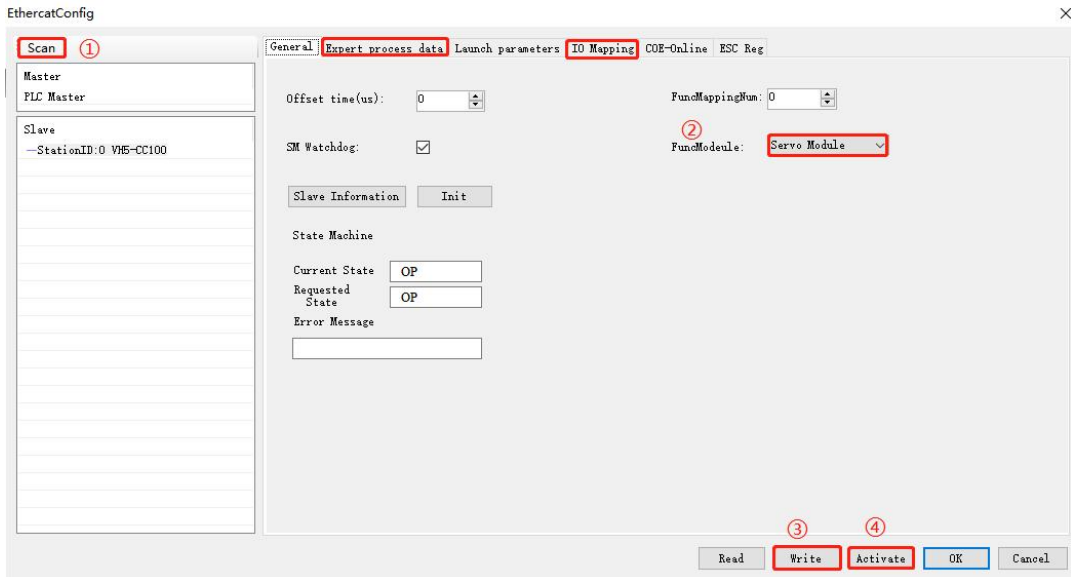 EthercatConfig
Scan ①
General Expert process data Launch parameters IO Mapping COE-Online ESC Reg
Master
PLC Master
Slave
StationID:0 VH5-CC100
Offset time(us): 0
FuncMappingNum: 0
②
SM Watchdog:
FuncModeule: Servo Module
Slave Information Init
State Machine
Current State OP
Requested
State OP
Error Message
③ ④
Read Write Activate OK Cancel